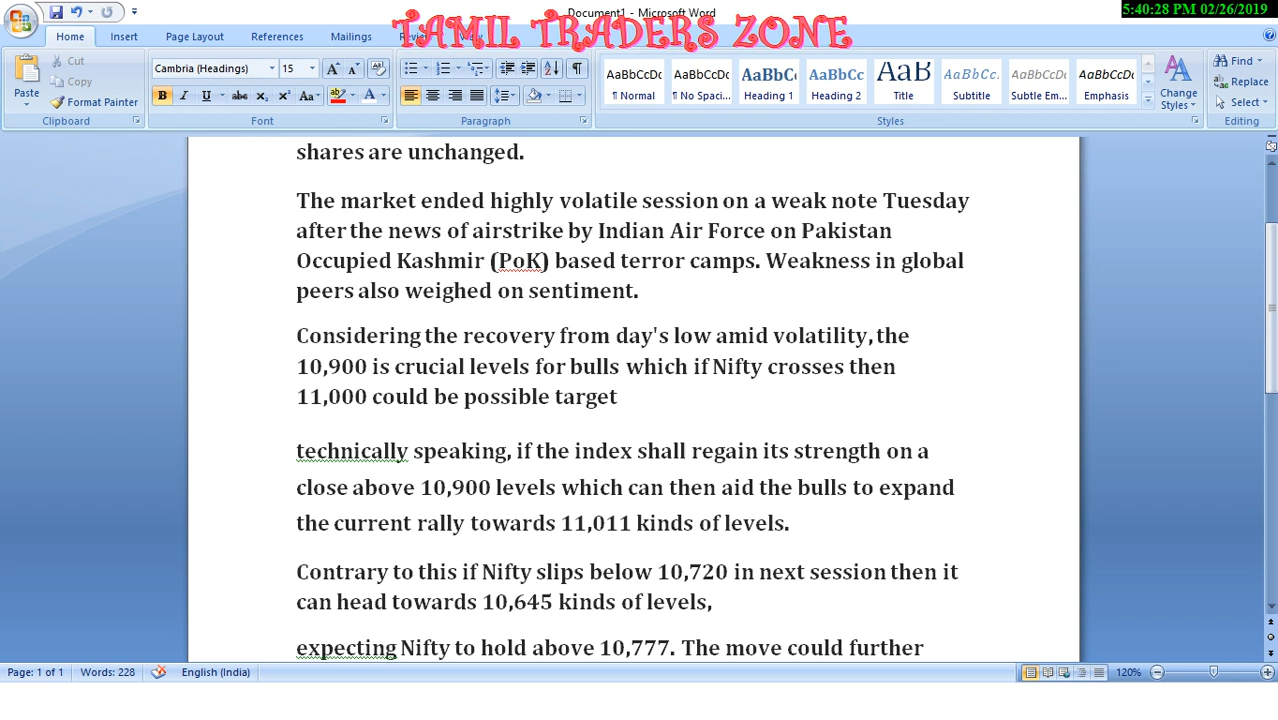 Document1 - Microsoft Word
TAMIL TRADERS ZONE
5:40:28 PM 02/26/2019
Home Insert Page Layout References Mailings
Paste Cut Copy Format Painter
Cambria (Headings) 15
AaBbCcDc AaBbCcDc AaBbC AaBbCc AaB AaBbCc. AaBbCcDc AaBbCcDc
¶ Normal ¶ No Spaci... Heading 1 Heading 2 Title Subtitle Subtle Em... Emphasis
Change Styles
Find Replace Select
Clipboard Font Paragraph Styles Editing
shares are unchanged.
The market ended highly volatile session on a weak note Tuesday
after the news of airstrike by Indian Air Force on Pakistan
Occupied Kashmir (PoK) based terror camps. Weakness in global
peers also weighed on sentiment.
Considering the recovery from day's low amid volatility, the
10,900 is crucial levels for bulls which if Nifty crosses then
11,000 could be possible target
technically speaking, if the index shall regain its strength on a
close above 10,900 levels which can then aid the bulls to expand
the current rally towards 11,011 kinds of levels.
Contrary to this if Nifty slips below 10,720 in next session then it
can head towards 10,645 kinds of levels,
expecting Nifty to hold above 10,777. The move could further
Page: 1 of 1 Words: 228 English (India) 120%